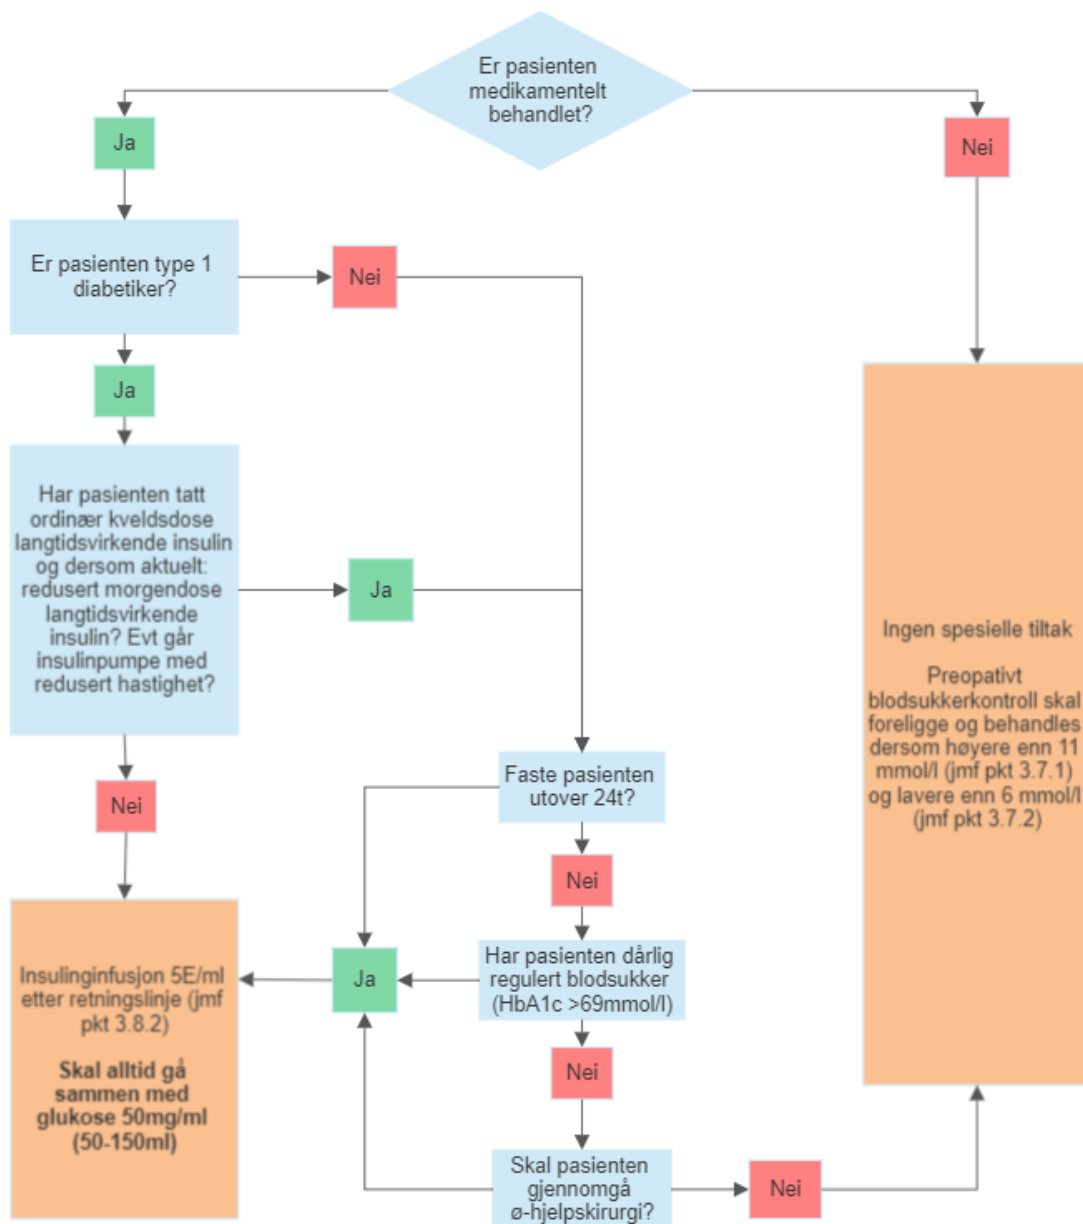 Er pasienten
medikamentelt
behandlet?
Ja
Nei
Er pasienten type 1
diabetiker?
Nei
Ja
Har pasienten tatt
ordinær kveldsdose
langtidsvirkende insulin
og dersom aktuelt:
redusert morgendose
langtidsvirkende
insulin? Evt går
insulinpumpe med
redusert hastighet?
Ja
Nei
Ingen spesielle tiltak
Preopativt
blodsukkerkontroll skal
foreligge og behandles
dersom høyere enn 11
mmol/l (jmf pkt 3.7.1)
og lavere enn 6 mmol/l
(jmf pkt 3.7.2)
Faste pasienten
utover 24t?
Nei
Har pasienten dårlig
regulert blodsukker
(HbA1c >69mmol/l)
Ja
Insulinginfusjon 5E/ml
etter retningslinje (jmf
pkt 3.8.2)
Skal alltid gå
sammen med
glukose 50mg/ml
(50-150ml)
Nei
Skal pasienten
gjennomgå
ø-hjelpskirurgi?
Nei